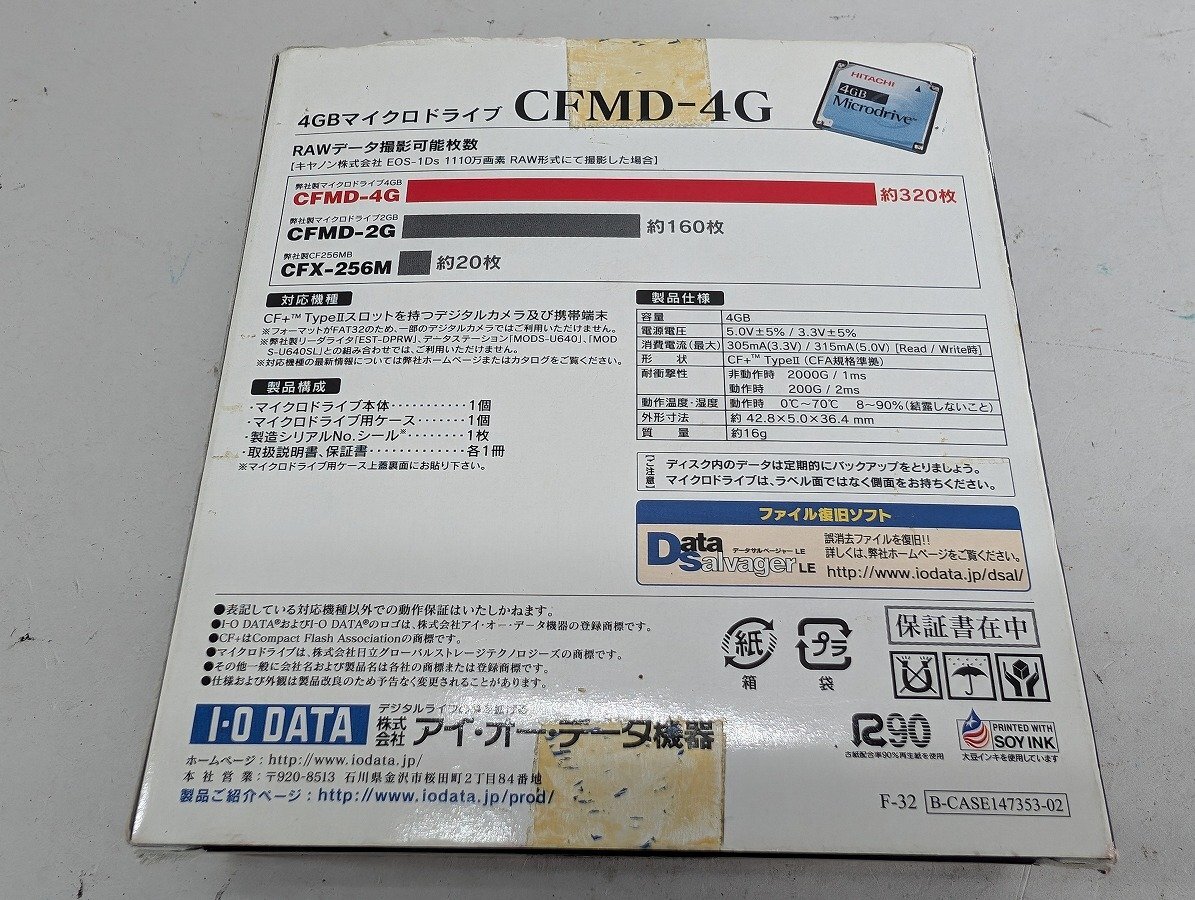 4GBマイクロドライブ CFMD-4G
HITACHI
4GB
Microdrive™
RAWデータ撮影可能枚数
[キヤノン株式会社 EOS-1Ds 1110万画素 RAW形式にて撮影した場合]
弊社製マイクロドライブ4GB
CFMD-4G 約320枚
弊社製マイクロドライブ2GB
CFMD-2G 約160枚
弊社製CF256MB
CFX-256M 約20枚
対応機種
CF+™ TypeⅡスロットを持つデジタルカメラ及び携帯端末
※フォーマットがFAT32のため、一部のデジタルカメラではご利用いただけません。
※弊社製リーダライタ「EST-DPRW」、データステーション「MODS-U640」、「MOD
S-U640SL」との組み合わせでは、ご利用いただけません。
※対応機種の最新情報については弊社ホームページまたはカタログをご覧ください。
製品構成
・マイクロドライブ本体・・・・・・・・・・・1個
・マイクロドライブ用ケース・・・・・・・1個
・製造シリアルNo.シール※・・・・・・・・1枚
・取扱説明書、保証書・・・・・・・・・・・・・各1冊
※マイクロドライブ用ケース上蓋裏面にお貼り下さい。
製品仕様
容量 4GB
電源電圧 5.0V±5% / 3.3V±5%
消費電流(最大) 305mA(3.3V) / 315mA(5.0V) [Read / Write時]
形 状 CF+™ TypeⅡ (CFA規格準拠)
耐衝撃性 非動作時 2000G / 1ms
動作時 200G / 2ms
動作温度・湿度 動作時 0℃～70℃ 8～90%(結露しないこと)
外形寸法 約 42.8×5.0×36.4 mm
質 量 約16g
【ご注意】
ディスク内のデータは定期的にバックアップをとりましょう。
マイクロドライブは、ラベル面ではなく側面をお持ちください。
ファイル復旧ソフト
Data Salvager LE
データサルベージャー LE
誤消去ファイルを復旧!!
詳しくは、弊社ホームページをご覧ください。
http://www.iodata.jp/dsal/
●表記している対応機種以外での動作保証はいたしかねます。
●I-O DATA®およびI-O DATA®のロゴは、株式会社アイ・オー・データ機器の登録商標です。
●CF+はCompact Flash Associationの商標です。
●マイクロドライブは、株式会社日立グローバルストレージテクノロジーズの商標です。
●その他一般に会社名および製品名は各社の商標または登録商標です。
●仕様および外観は製品改良のため予告なく変更されることがあります。
紙
箱
プラ
袋
保証書在中
I-O DATA
デジタルライフ
株式会社 アイ・オー・データ機器
ホームページ：http://www.iodata.jp/
本 社 営 業：〒920-8513 石川県金沢市桜田町2丁目84番地
製品ご紹介ページ：http://www.iodata.jp/prod/
R90
古紙配合率90%再生紙を使用
PRINTED WITH
SOY INK
大豆インキを使用しています
F-32 B-CASE147353-02